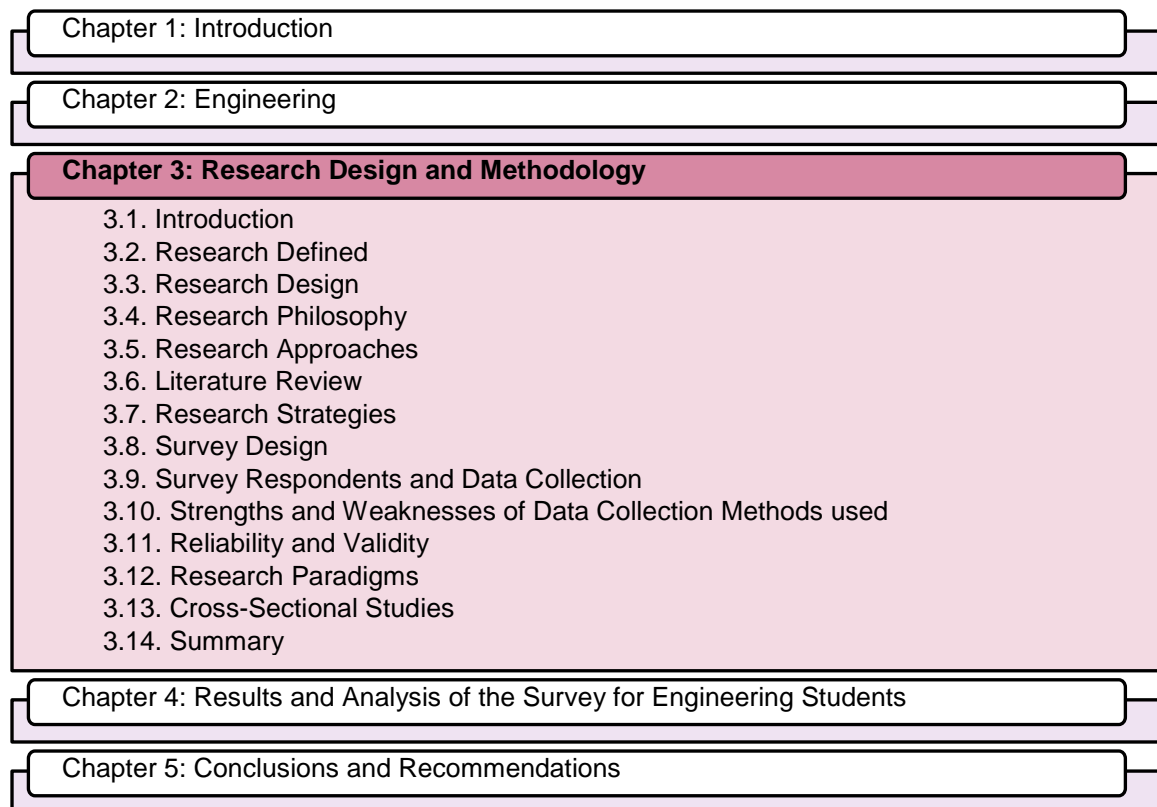 Chapter 1: Introduction
Chapter 2: Engineering
Chapter 3: Research Design and Methodology
3.1. Introduction
3.2. Research Defined
3.3. Research Design
3.4. Research Philosophy
3.5. Research Approaches
3.6. Literature Review
3.7. Research Strategies
3.8. Survey Design
3.9. Survey Respondents and Data Collection
3.10. Strengths and Weaknesses of Data Collection Methods used
3.11. Reliability and Validity
3.12. Research Paradigms
3.13. Cross-Sectional Studies
3.14. Summary
Chapter 4: Results and Analysis of the Survey for Engineering Students
Chapter 5: Conclusions and Recommendations